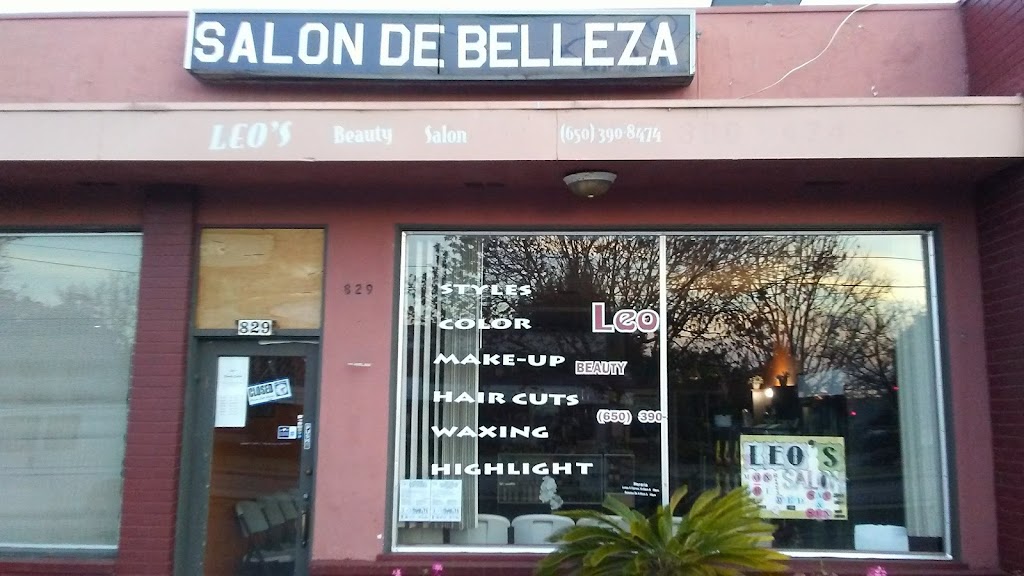 SALON DE BELLEZA
LEO'S Beauty Salon (650) 390-8474
829
829
CLOSED
STYLES
COLOR
MAKE-UP
HAIR CUTS
WAXING
HIGHLIGHT
Leo
BEAUTY
(650) 390-
LEO'S
SALON